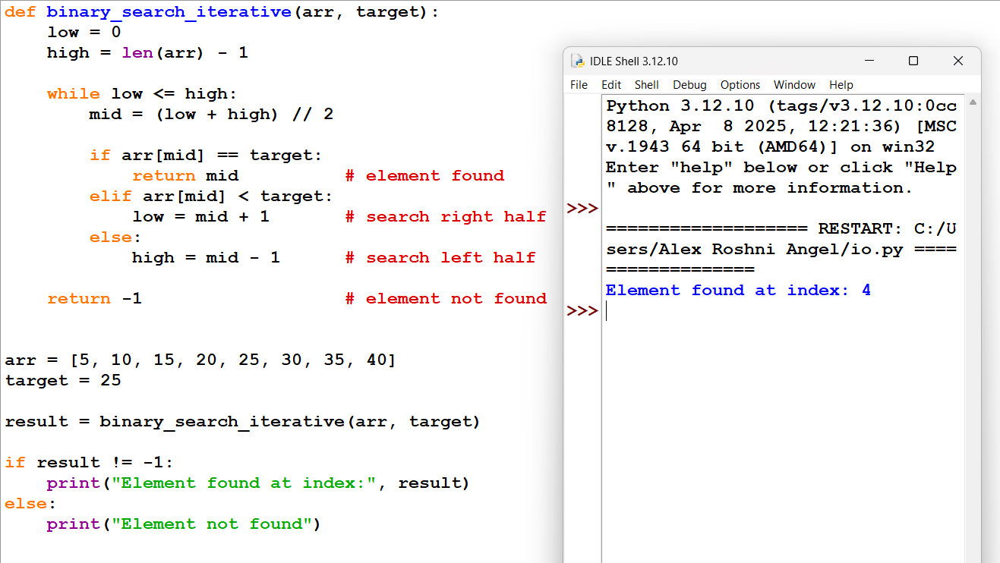 def binary_search_iterative(arr, target):
    low = 0
    high = len(arr) - 1

    while low <= high:
        mid = (low + high) // 2

        if arr[mid] == target:
            return mid          # element found
        elif arr[mid] < target:
            low = mid + 1       # search right half
        else:
            high = mid - 1      # search left half

    return -1                   # element not found


arr = [5, 10, 15, 20, 25, 30, 35, 40]
target = 25

result = binary_search_iterative(arr, target)

if result != -1:
    print("Element found at index:", result)
else:
    print("Element not found")

IDLE Shell 3.12.10
File Edit Shell Debug Options Window Help
Python 3.12.10 (tags/v3.12.10:0cc
8128, Apr  8 2025, 12:21:36) [MSC
v.1943 64 bit (AMD64)] on win32
Enter "help" below or click "Help
" above for more information.
>>>
=================== RESTART: C:/U
sers/Alex Roshni Angel/io.py ====
==============
Element found at index: 4
>>>